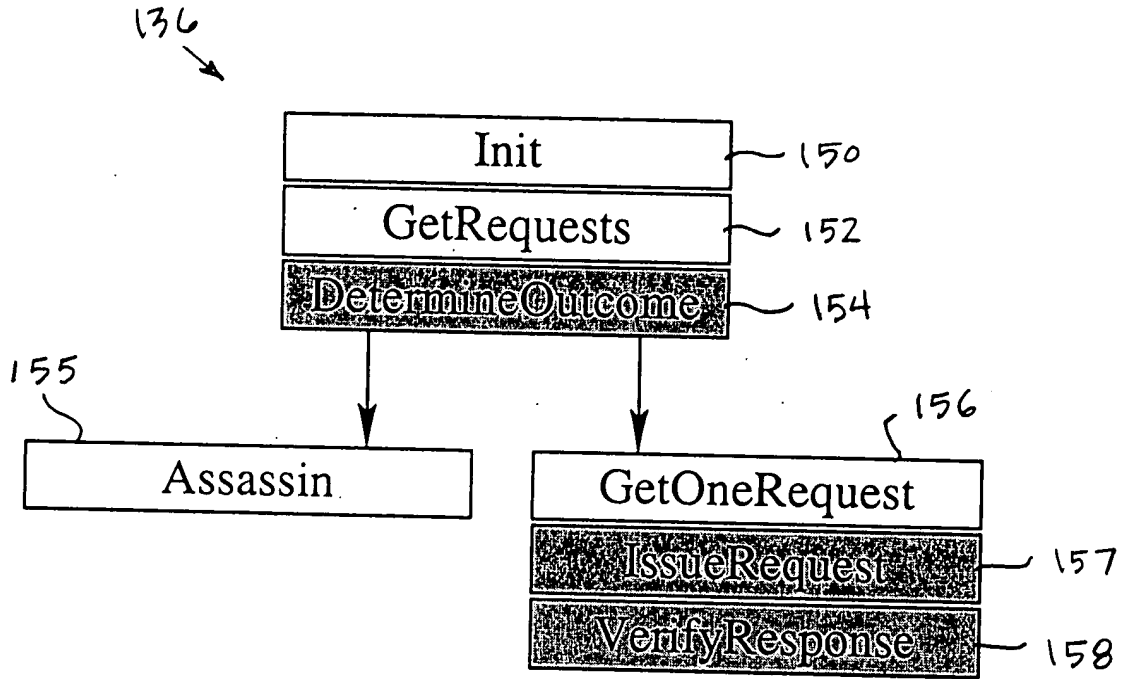 136
Init 150
GetRequests 152
DetermineOutcome 154
155
156
Assassin
GetOneRequest
IssueRequest 157
VerifyResponse 158